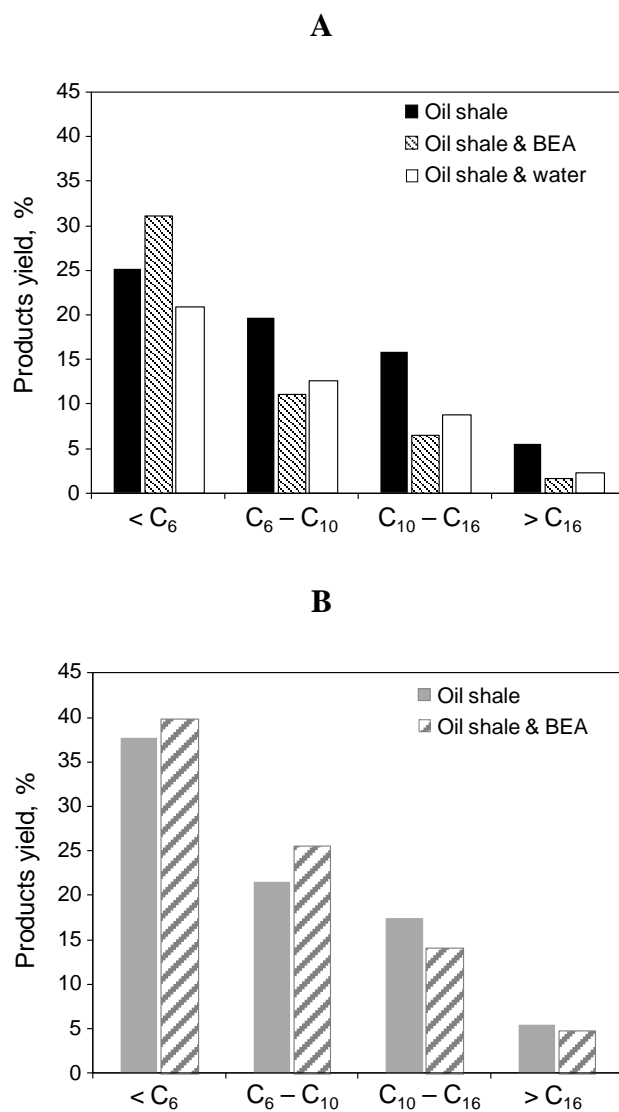 A
Products yield, %
45
40
35
30
25
20
15
10
5
0
Oil shale
Oil shale & BEA
Oil shale & water
< C₆
C₆ – C₁₀
C₁₀ – C₁₆
> C₁₆
B
Products yield, %
45
40
35
30
25
20
15
10
5
0
Oil shale
Oil shale & BEA
< C₆
C₆ – C₁₀
C₁₀ – C₁₆
> C₁₆